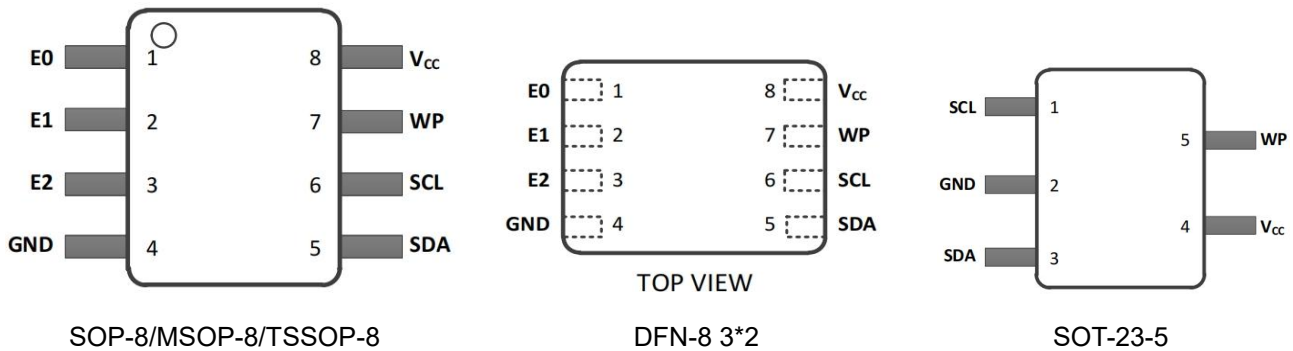 E0 1 8 Vcc
E1 2 7 WP
E2 3 6 SCL
GND 4 5 SDA
SOP-8/MSOP-8/TSSOP-8
E0 1 8 Vcc
E1 2 7 WP
E2 3 6 SCL
GND 4 5 SDA
TOP VIEW
DFN-8 3*2
SCL 1
5 WP
GND 2
4 Vcc
SDA 3
SOT-23-5